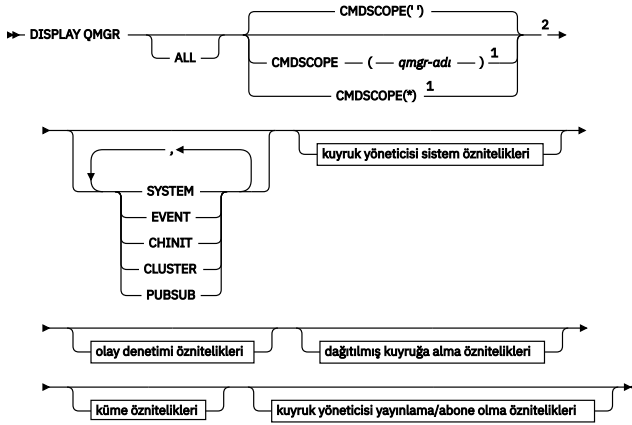 CMDSCOPE(' ')
DISPLAY QMGR
2
ALL
CMDSCOPE ( qmgr-adı ) 1
CMDSCOPE(*) 1
,
SYSTEM
EVENT
CHINIT
CLUSTER
PUBSUB
kuyruk yöneticisi sistem öznitelikleri
olay denetimi öznitelikleri
dağıtılmış kuyruğa alma öznitelikleri
küme öznitelikleri
kuyruk yöneticisi yayınlama/abone olma öznitelikleri